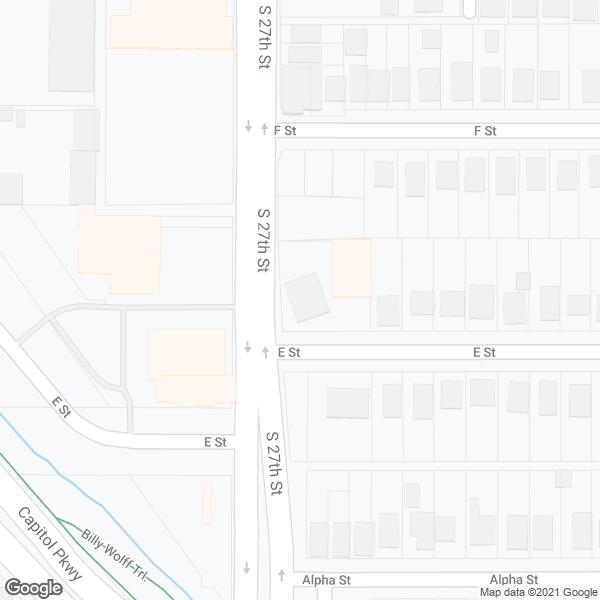 S 27th St
F St
F St
S 27th St
E St
E St
E St
E St
S 27th St
Capitol Pkwy
Billy-Wolff-Trl.
Alpha St
Alpha St
Google
Map data ©2021 Google